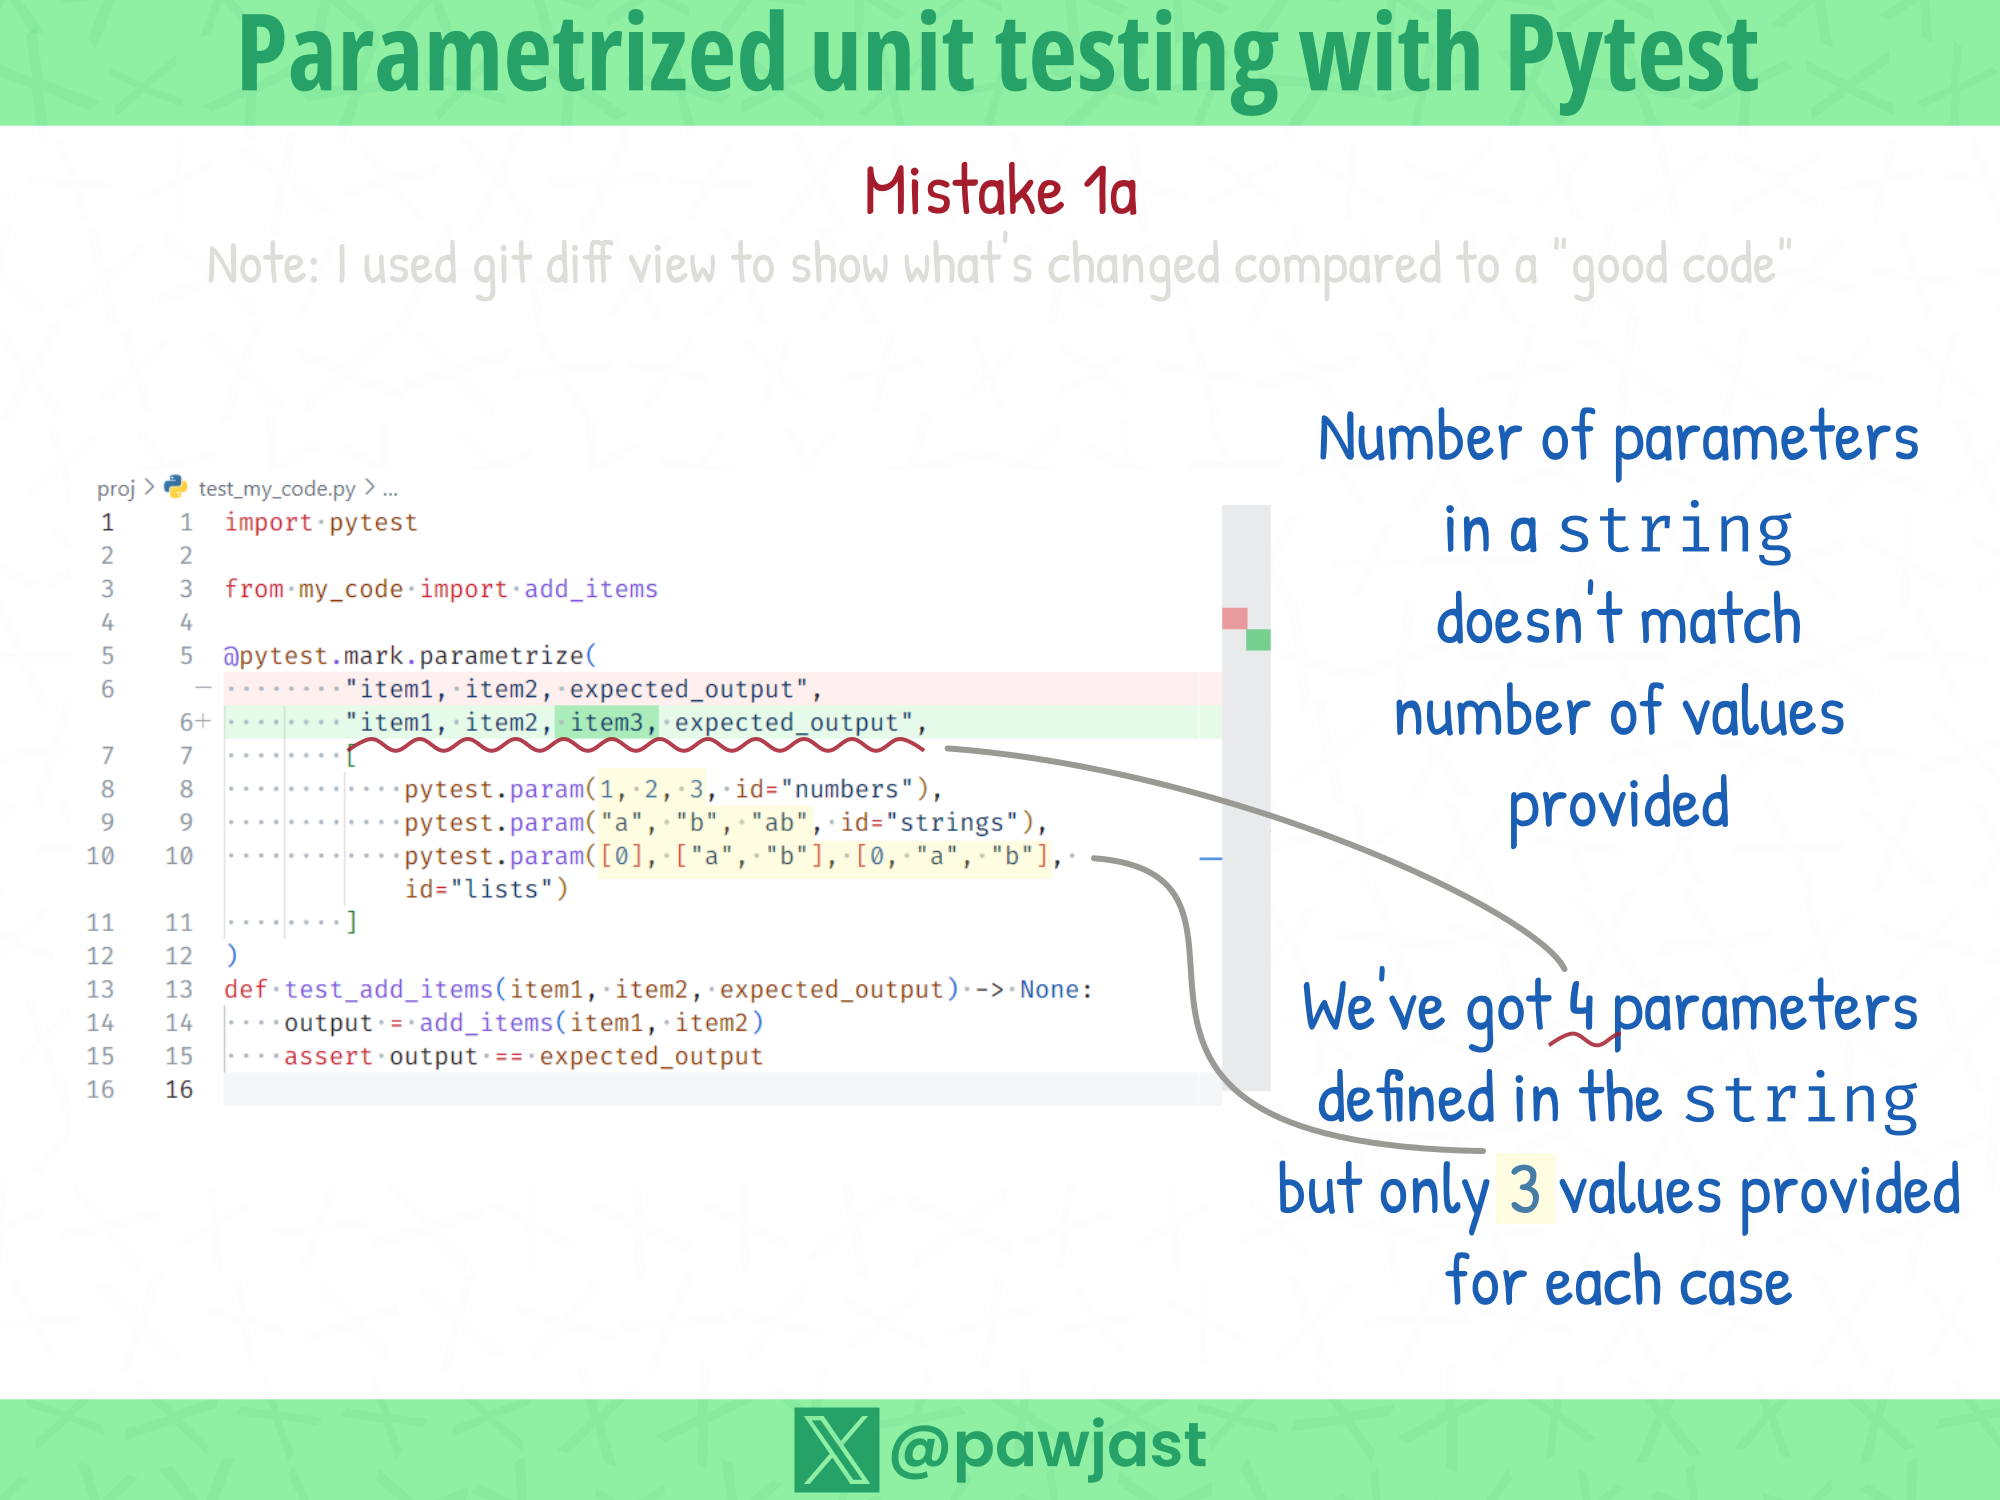 Parametrized unit testing with Pytest
Mistake 1a
Note: I used git diff view to show what's changed compared to a "good code"
proj > test_my_code.py > ...
1 1 import pytest
2 2
3 3 from my_code import add_items
4 4
5 5 @pytest.mark.parametrize(
6 − "item1, item2, expected_output",
6+ "item1, item2, item3, expected_output",
7 7 [
8 8 pytest.param(1, 2, 3, id="numbers"),
9 9 pytest.param("a", "b", "ab", id="strings"),
10 10 pytest.param([0], ["a", "b"], [0, "a", "b"],
id="lists")
11 11 ]
12 12 )
13 13 def test_add_items(item1, item2, expected_output) -> None:
14 14 output = add_items(item1, item2)
15 15 assert output == expected_output
16 16
Number of parameters
in a string
doesn't match
number of values
provided
We've got 4 parameters
defined in the string
but only 3 values provided
for each case
@pawjast